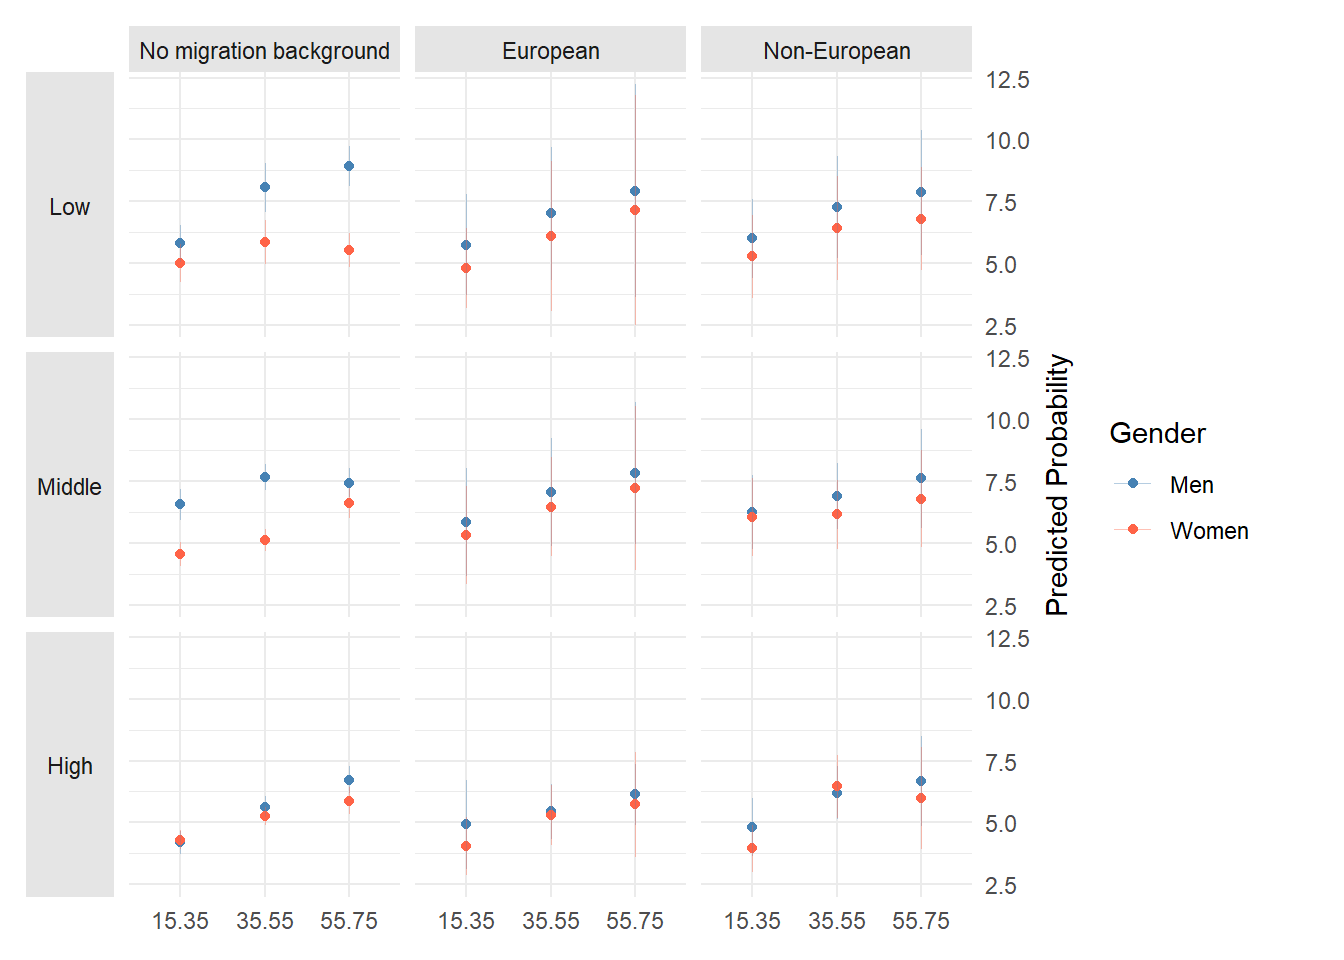 No migration background
European
Non-European
Low
12.5
10.0
7.5
5.0
2.5
Middle
12.5
10.0
7.5
5.0
2.5
High
12.5
10.0
7.5
5.0
2.5
15.35 35.55 55.75
15.35 35.55 55.75
15.35 35.55 55.75
Predicted Probability
Gender
Men
Women